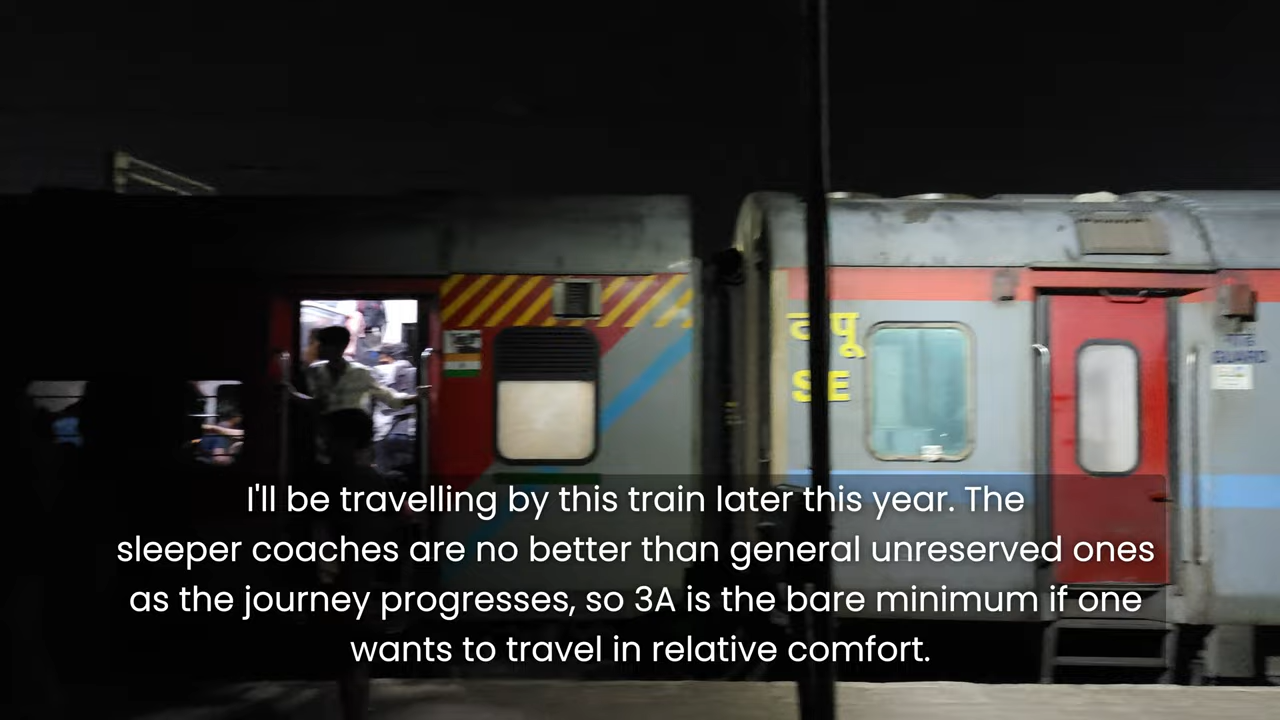 दपू
SE
GUARD
I'll be travelling by this train later this year. The
sleeper coaches are no better than general unreserved ones
as the journey progresses, so 3A is the bare minimum if one
wants to travel in relative comfort.